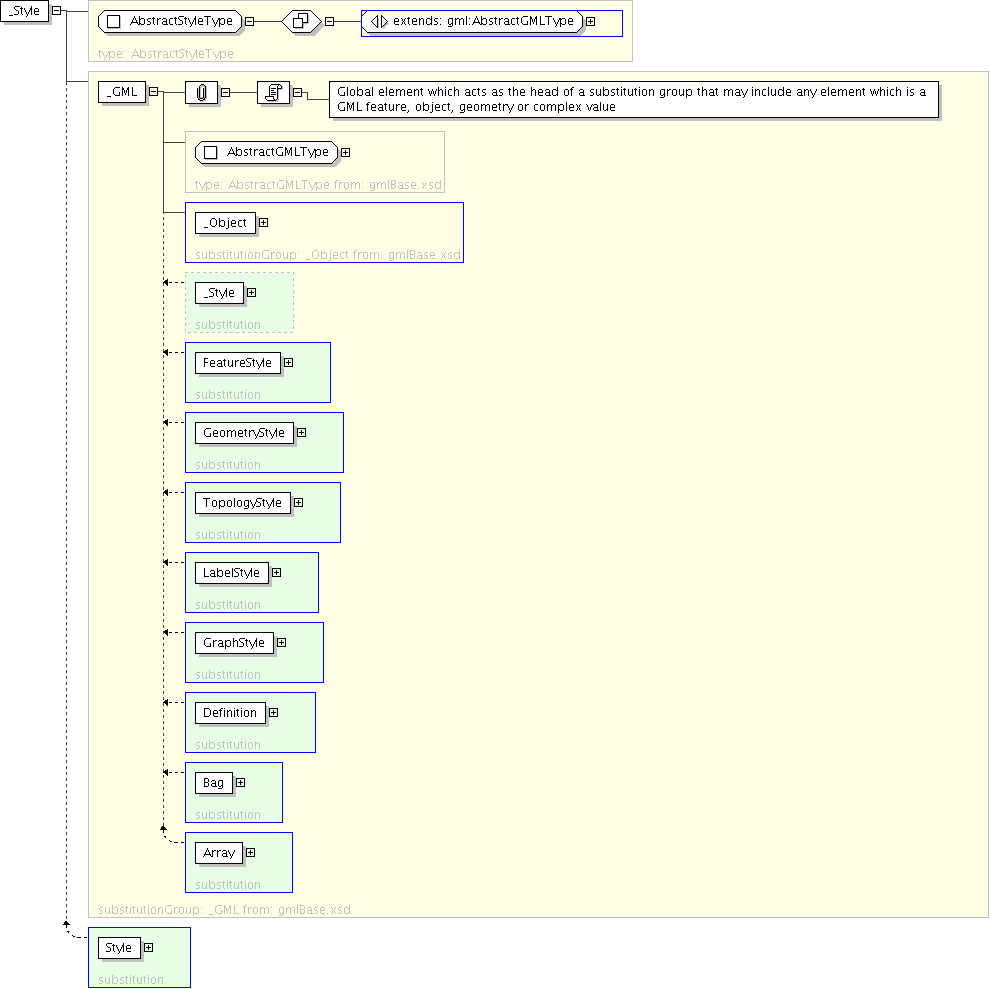 _Style
AbstractStyleType
extends: gml:AbstractGMLType
type: AbstractStyleType
_GML
Global element which acts as the head of a substitution group that may include any element which is a
GML feature, object, geometry or complex value
AbstractGMLType
type: AbstractGMLType from: gmlBase.xsd
_Object
substitutionGroup: _Object from: gmlBase.xsd
_Style
substitution
FeatureStyle
substitution
GeometryStyle
substitution
TopologyStyle
substitution
LabelStyle
substitution
GraphStyle
substitution
Definition
substitution
Bag
substitution
Array
substitution
substitutionGroup: _GML from: gmlBase.xsd
Style
substitution